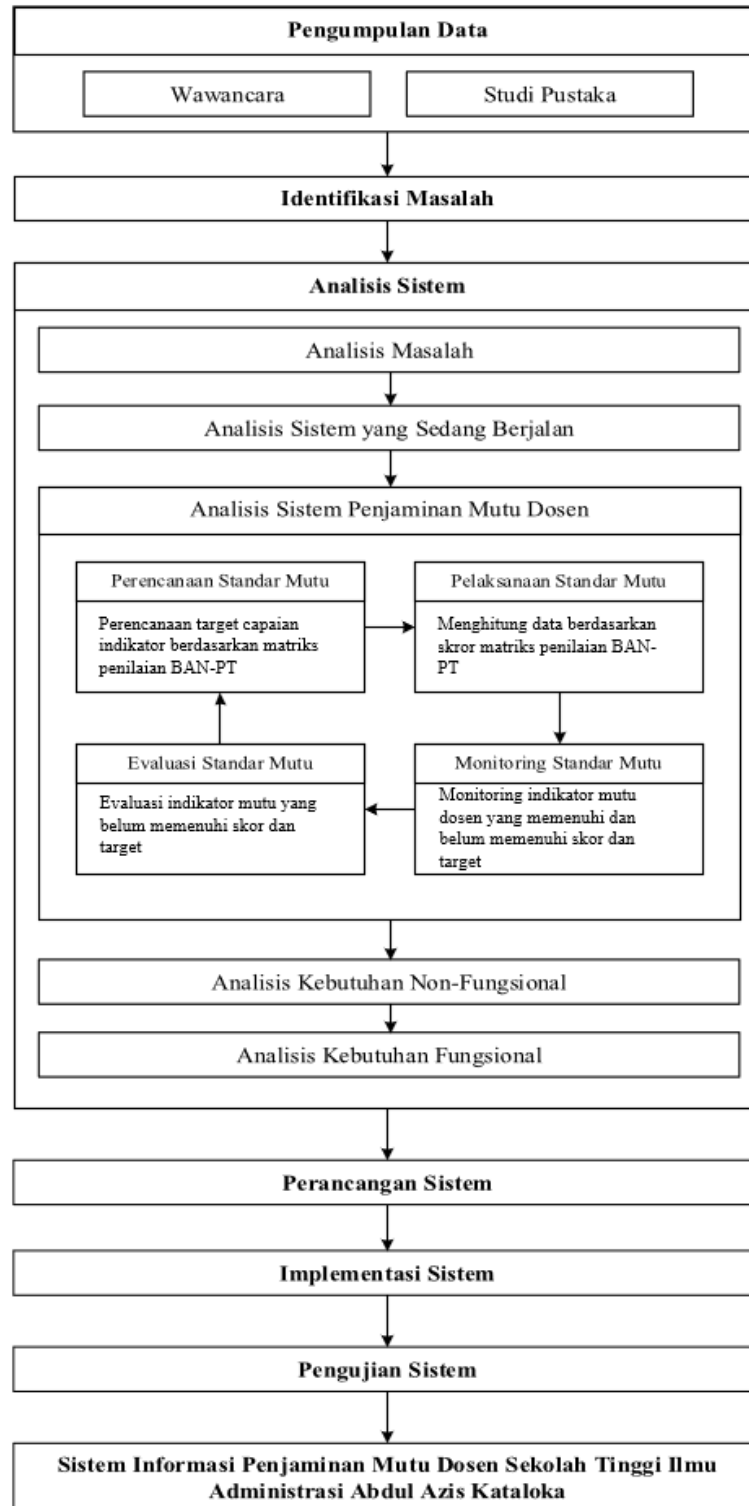 Pengumpulan Data
Wawancara
Studi Pustaka
Identifikasi Masalah
Analisis Sistem
Analisis Masalah
Analisis Sistem yang Sedang Berjalan
Analisis Sistem Penjaminan Mutu Dosen
Perencanaan Standar Mutu
Perencanaan target capaian
indikator berdasarkan matriks
penilaian BAN-PT
Pelaksanaan Standar Mutu
Menghitung data berdasarkan
skror matriks penilaian BAN-
PT
Evaluasi Standar Mutu
Evaluasi indikator mutu yang
belum memenuhi skor dan
target
Monitoring Standar Mutu
Monitoring indikator mutu
dosen yang memenuhi dan
belum memenuhi skor dan
target
Analisis Kebutuhan Non-Fungsional
Analisis Kebutuhan Fungsional
Perancangan Sistem
Implementasi Sistem
Pengujian Sistem
Sistem Informasi Penjaminan Mutu Dosen Sekolah Tinggi Ilmu
Administrasi Abdul Azis Kataloka